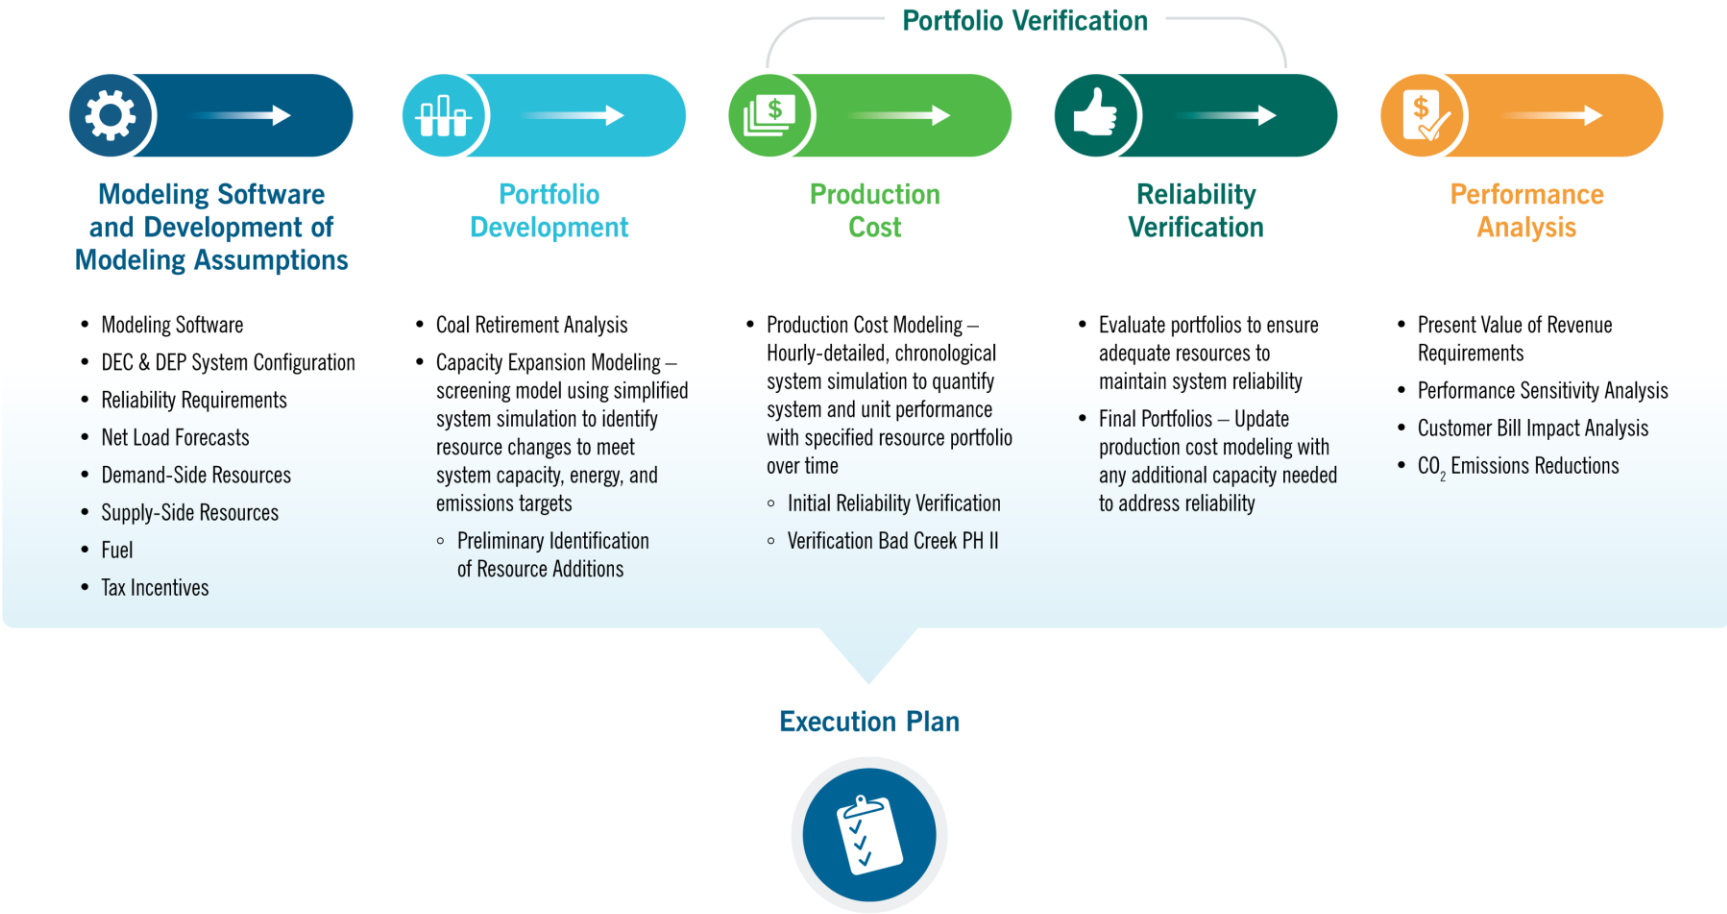 Portfolio Verification
$
$
Modeling Software
and Development of
Modeling Assumptions
• Modeling Software
• DEC & DEP System Configuration
• Reliability Requirements
• Net Load Forecasts
• Demand-Side Resources
• Supply-Side Resources
• Fuel
• Tax Incentives
Portfolio
Development
• Coal Retirement Analysis
• Capacity Expansion Modeling –
screening model using simplified
system simulation to identify
resource changes to meet
system capacity, energy, and
emissions targets
◦ Preliminary Identification
of Resource Additions
Production
Cost
• Production Cost Modeling –
Hourly-detailed, chronological
system simulation to quantify
system and unit performance
with specified resource portfolio
over time
◦ Initial Reliability Verification
◦ Verification Bad Creek PH II
Reliability
Verification
• Evaluate portfolios to ensure
adequate resources to
maintain system reliability
• Final Portfolios – Update
production cost modeling with
any additional capacity needed
to address reliability
Performance
Analysis
• Present Value of Revenue
Requirements
• Performance Sensitivity Analysis
• Customer Bill Impact Analysis
• CO₂ Emissions Reductions
Execution Plan